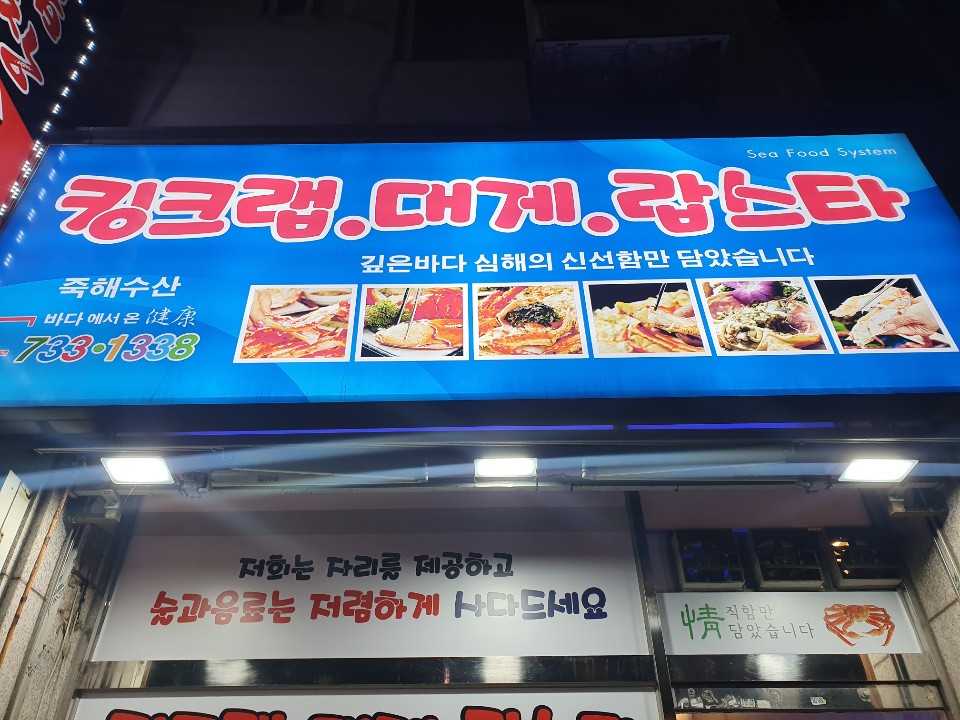 Sea Food System
킹크랩.대게.랍스타
깊은바다 심해의 신선함만 담았습니다
죽해수산
바다에서 온 健康
733•1338
저희는 자리를 제공하고
술과음료는 저렴하게 사다드세요
情 직함만
담았습니다